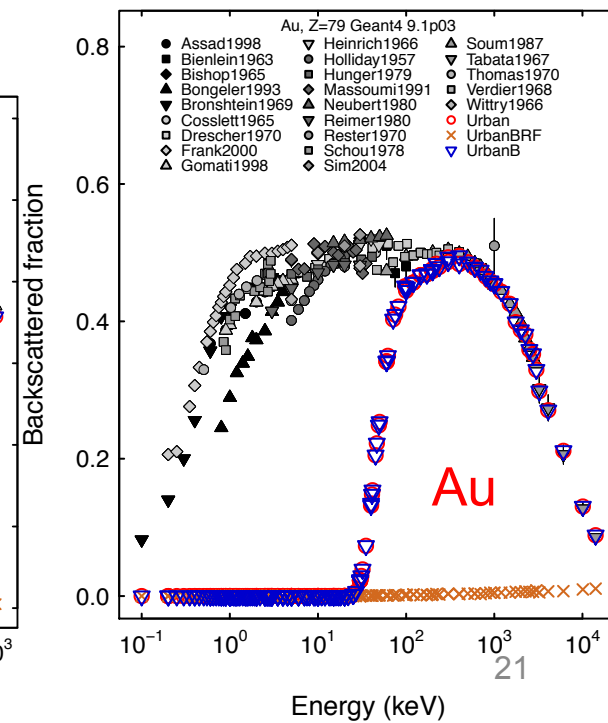 Au, Z=79 Geant4 9.1p03
Assad1998 Heinrich1966 Soum1987
Bienlein1963 Holliday1957 Tabata1967
Bishop1965 Hunger1979 Thomas1970
Bongeler1993 Massoumi1991 Verdier1968
Bronshtein1969 Neubert1980 Wittry1966
Cosslett1965 Reimer1980 Urban
Drescher1970 Rester1970 UrbanBRF
Frank2000 Schou1978 UrbanB
Gomati1998 Sim2004
0.8
0.6
0.4
0.2
0.0
Backscattered fraction
Au
10⁻¹ 10⁰ 10¹ 10² 10³ 10⁴
0³
21
Energy (keV)